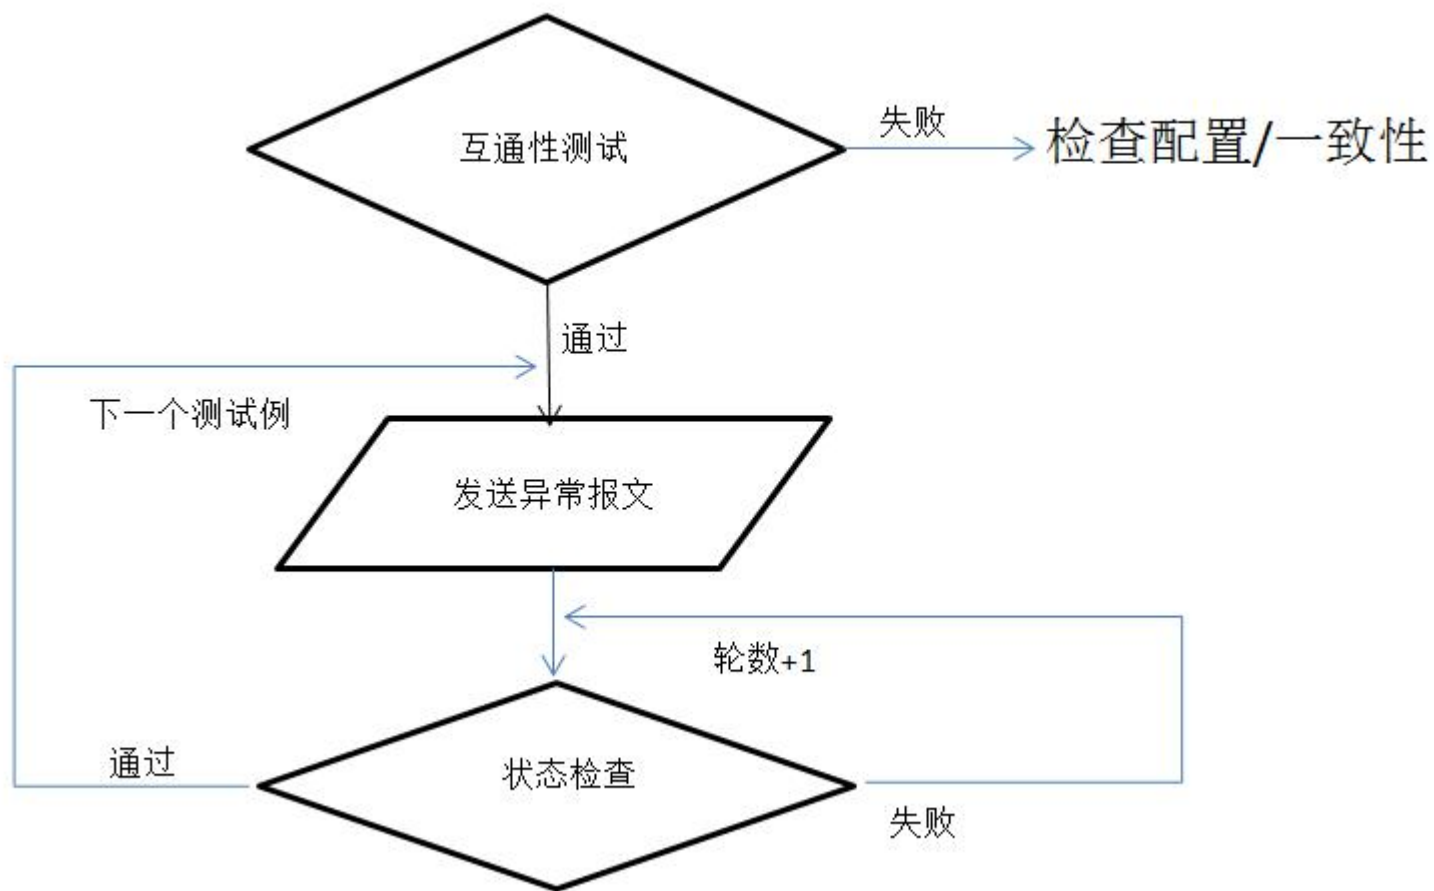 互通性测试
失败
检查配置/一致性
通过
下一个测试例
发送异常报文
轮数+1
通过
状态检查
失败